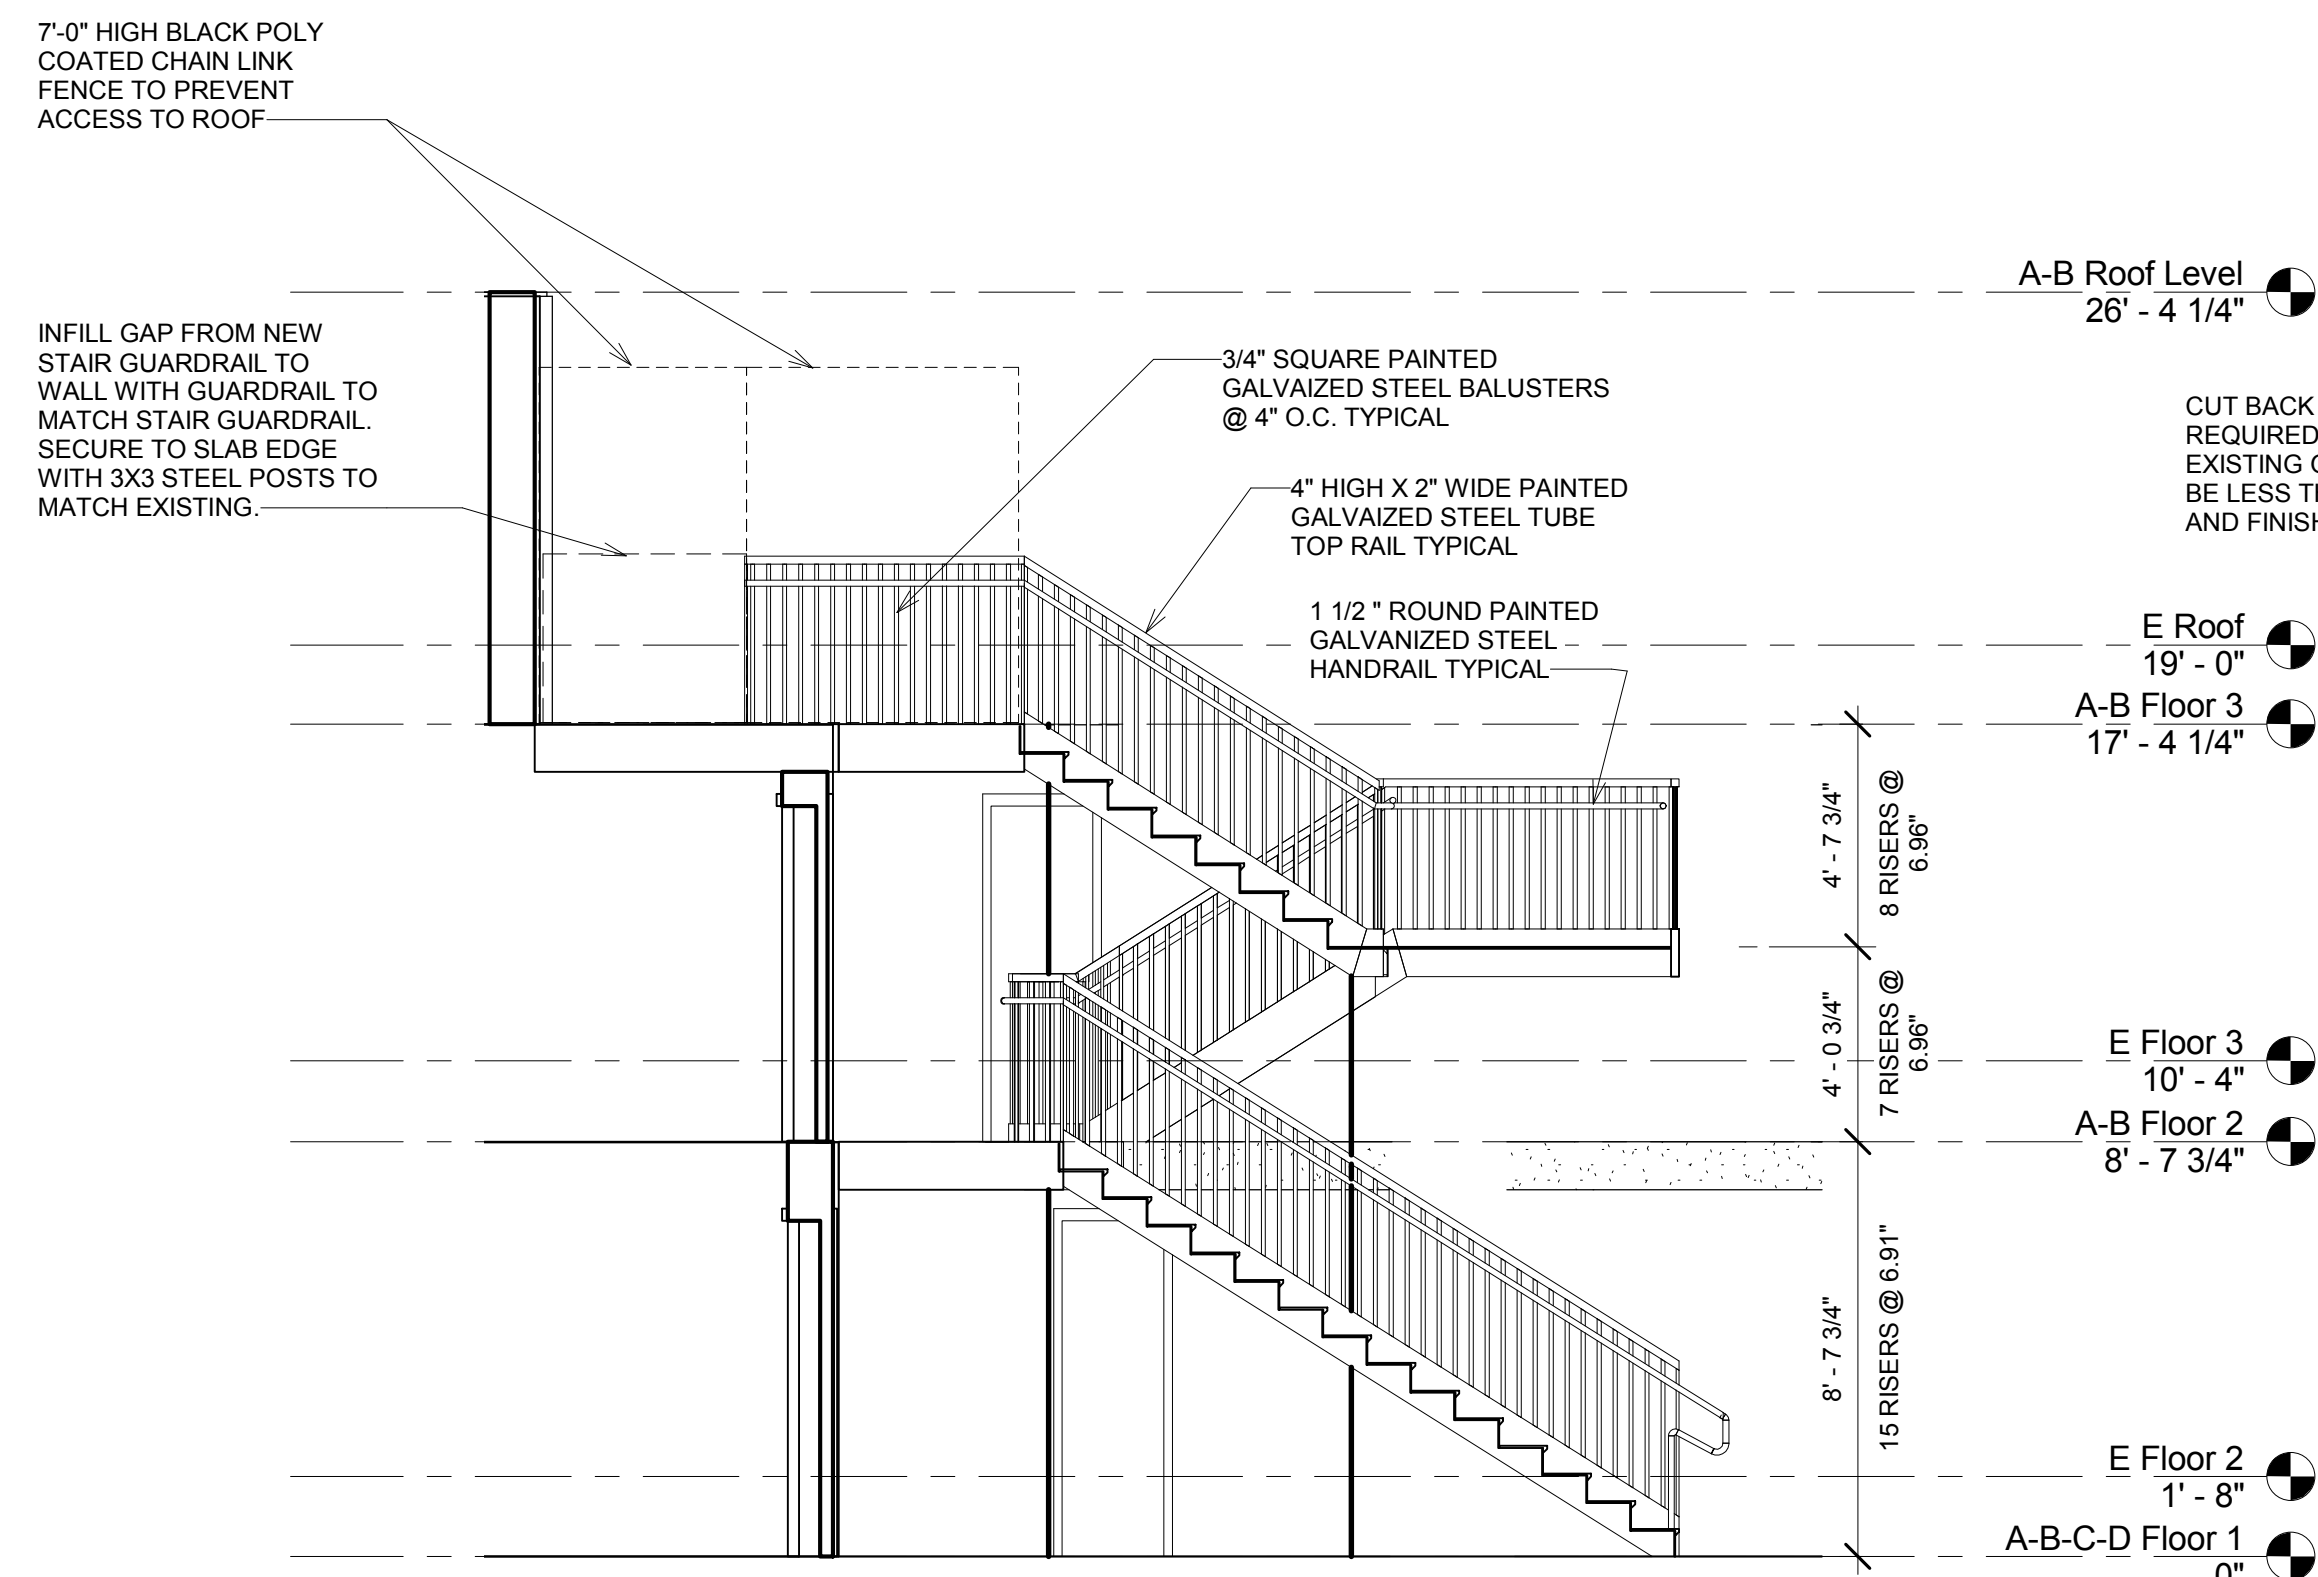 7'-0" HIGH BLACK POLY
COATED CHAIN LINK
FENCE TO PREVENT
ACCESS TO ROOF
INFILL GAP FROM NEW
STAIR GUARDRAIL TO
WALL WITH GUARDRAIL TO
MATCH STAIR GUARDRAIL.
SECURE TO SLAB EDGE
WITH 3X3 STEEL POSTS TO
MATCH EXISTING.
3/4" SQUARE PAINTED
GALVAIZED STEEL BALUSTERS
@ 4" O.C. TYPICAL
4" HIGH X 2" WIDE PAINTED
GALVAIZED STEEL TUBE
TOP RAIL TYPICAL
1 1/2 " ROUND PAINTED
GALVANIZED STEEL
HANDRAIL TYPICAL
A-B Roof Level
26' - 4 1/4"
CUT BACK
REQUIRED
EXISTING
BE LESS
AND
E Roof
19' - 0"
A-B Floor 3
17' - 4 1/4"
4' - 7 3/4"
8 RISERS @
6.96"
4' - 0 3/4"
7 RISERS @
6.96"
E Floor 3
10' - 4"
A-B Floor 2
8' - 7 3/4"
8' - 7 3/4"
15 RISERS @ 6.91"
E Floor 2
1' - 8"
A-B-C-D Floor 1
0"